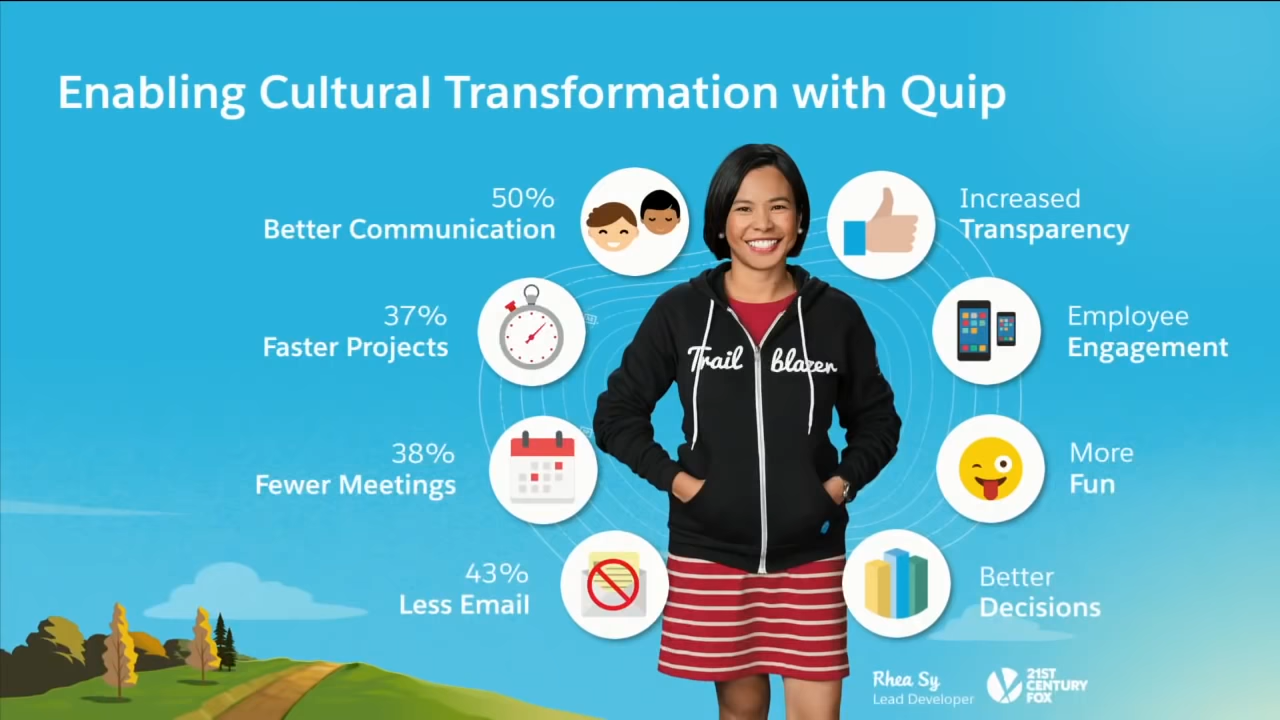 Enabling Cultural Transformation with Quip
50%
Better Communication
37%
Faster Projects
38%
Fewer Meetings
43%
Less Email
Trail blazer
Increased
Transparency
Employee
Engagement
More
Fun
Better
Decisions
Rhea Sy
Lead Developer
21ST
CENTURY
FOX